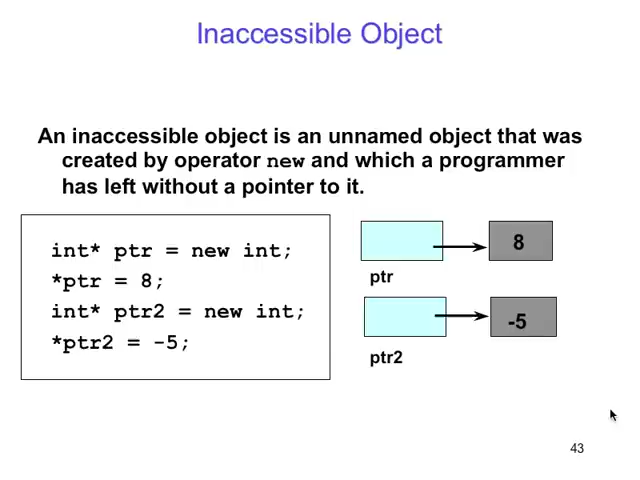 Inaccessible Object
An inaccessible object is an unnamed object that was
created by operator new and which a programmer
has left without a pointer to it.
int* ptr = new int;
*ptr = 8;
int* ptr2 = new int;
*ptr2 = -5;
8
ptr
-5
ptr2
43